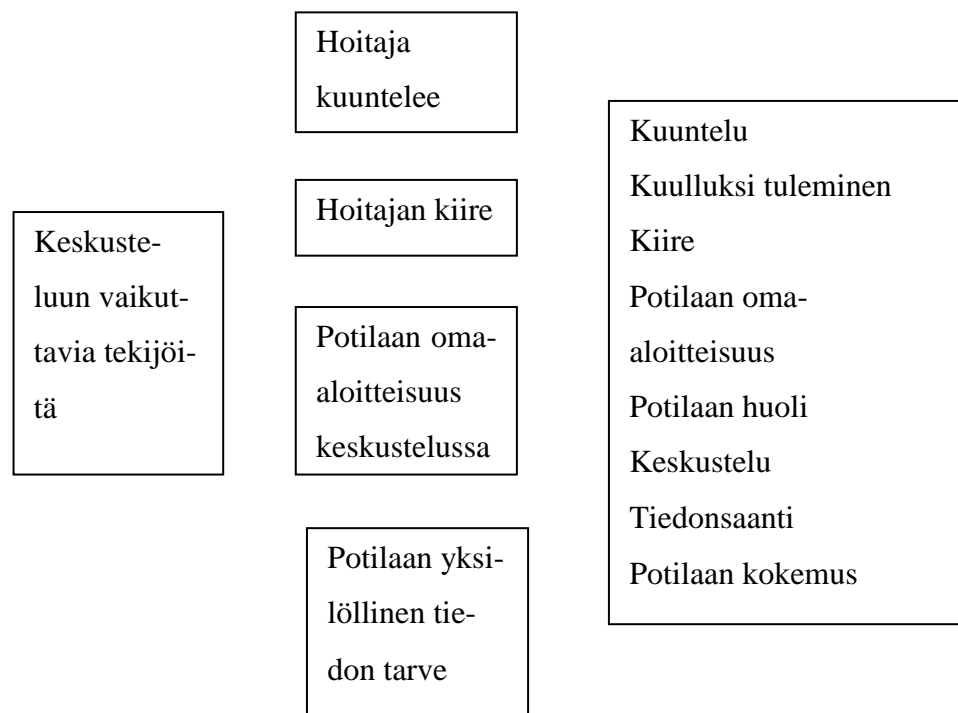 Keskuste-
luun vaikut-
tavia tekijöi-
tä
Hoitaja
kuuntelee
Hoitajan kiire
Potilaan oma-
aloitteisuus
keskustelussa
Potilaan yksi-
löllinen tie-
don tarve
Kuuntelu
Kuulluksi tuleminen
Kiire
Potilaan oma-
aloitteisuus
Potilaan huoli
Keskustelu
Tiedonsaanti
Potilaan kokemus